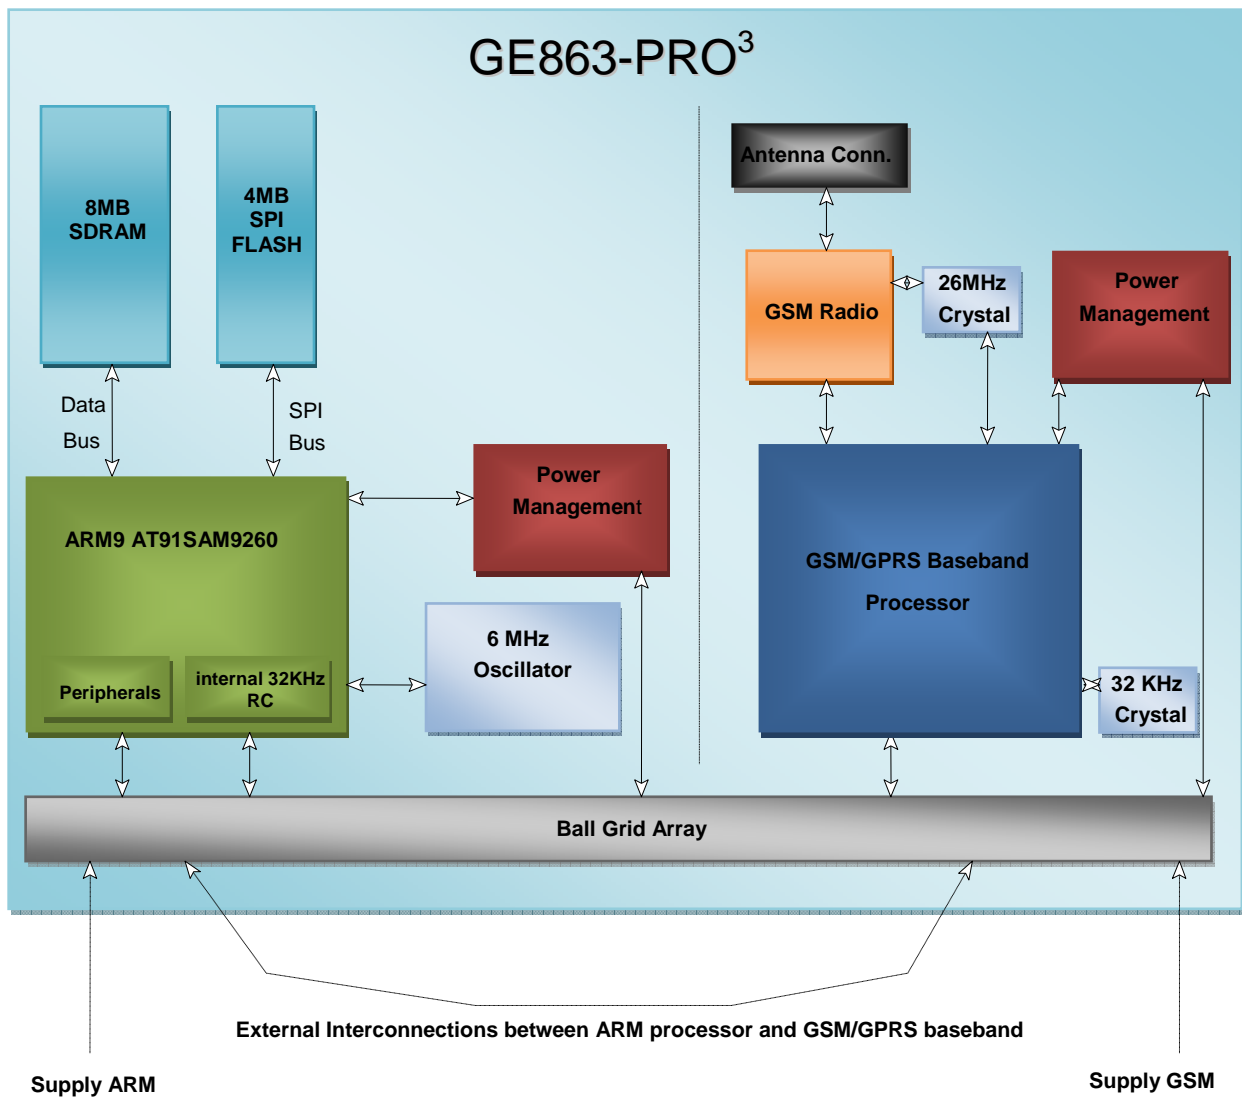 GE863-PRO3
8MB
SDRAM
4MB
SPI
FLASH
Data
Bus
SPI
Bus
ARM9 AT91SAM9260
Peripherals
internal 32KHz
RC
Power
Management
6 MHz
Oscillator
Antenna Conn.
GSM Radio
26MHz
Crystal
Power
Management
GSM/GPRS Baseband
Processor
32 KHz
Crystal
Ball Grid Array
External Interconnections between ARM processor and GSM/GPRS baseband
Supply ARM
Supply GSM